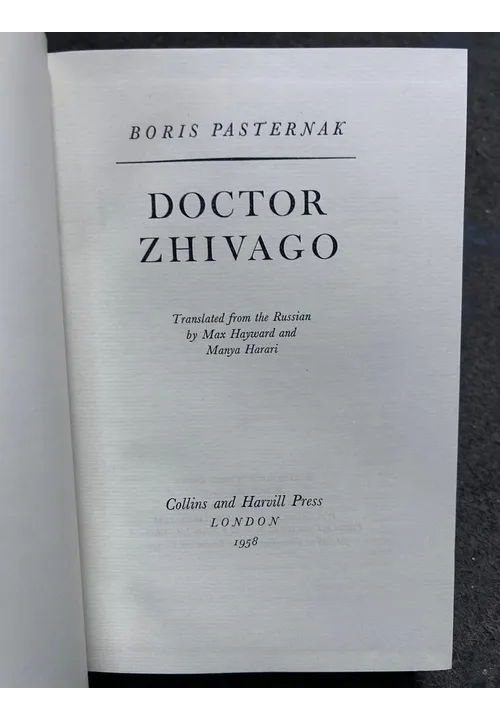 BORIS PASTERNAK
DOCTOR
ZHIVAGO
Translated from the Russian
by Max Hayward and
Manya Harari
Collins and Harvill Press
LONDON
1958